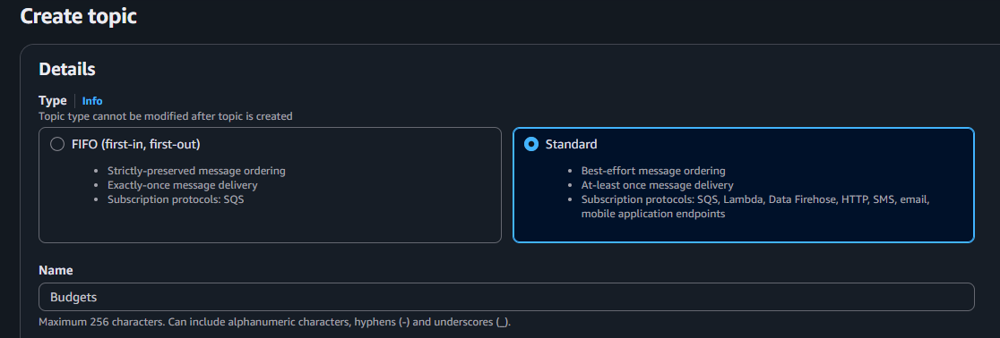 Create topic
Details
Type Info
Topic type cannot be modified after topic is created
FIFO (first-in, first-out)
Strictly-preserved message ordering
Exactly-once message delivery
Subscription protocols: SQS
Standard
Best-effort message ordering
At-least once message delivery
Subscription protocols: SQS, Lambda, Data Firehose, HTTP, SMS, email,
mobile application endpoints
Name
Budgets
Maximum 256 characters. Can include alphanumeric characters, hyphens (-) and underscores (_).